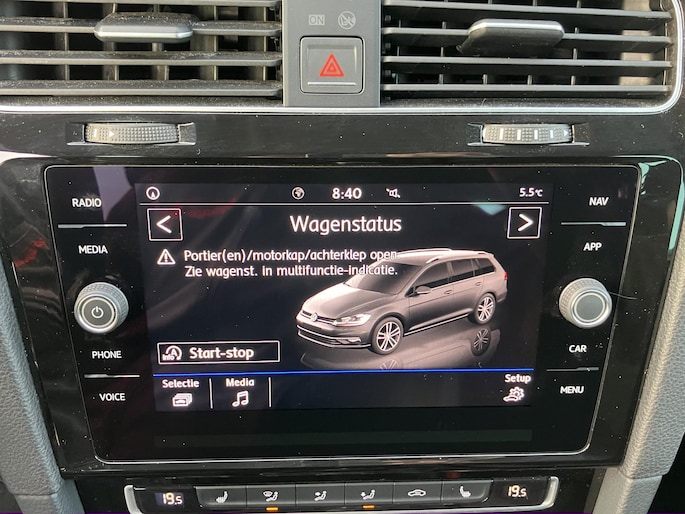 ON
RADIO
MEDIA
PHONE
VOICE
8:40
5.5°C
Wagenstatus
Portier(en)/motorkap/achterklep open.
Zie wagenst. in multifunctie-indicatie.
Start-stop
Selectie
Media
Setup
NAV
APP
CAR
MENU
19.5
19.5